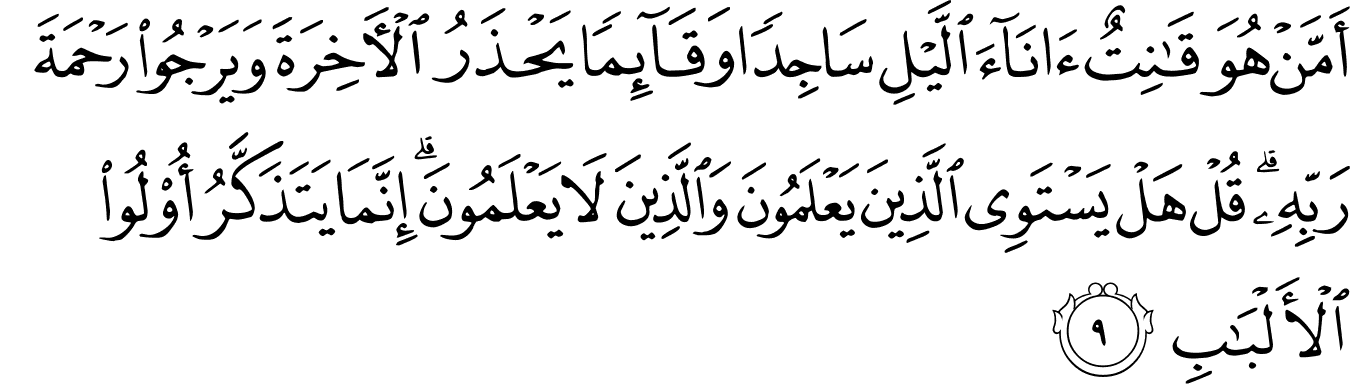 أَمَّنْ هُوَ قَٰنِتٌ ءَانَآءَ ٱلَّيْلِ سَاجِدًا وَقَآئِمًا يَحْذَرُ ٱلْأَخِرَةَ وَيَرْجُوا۟ رَحْمَةَ
رَبِّهِۦ ۗ قُلْ هَلْ يَسْتَوِى ٱلَّذِينَ يَعْلَمُونَ وَٱلَّذِينَ لَا يَعْلَمُونَ ۗ إِنَّمَا يَتَذَكَّرُ أُو۟لُوا۟
ٱلْأَلْبَٰبِ ٩